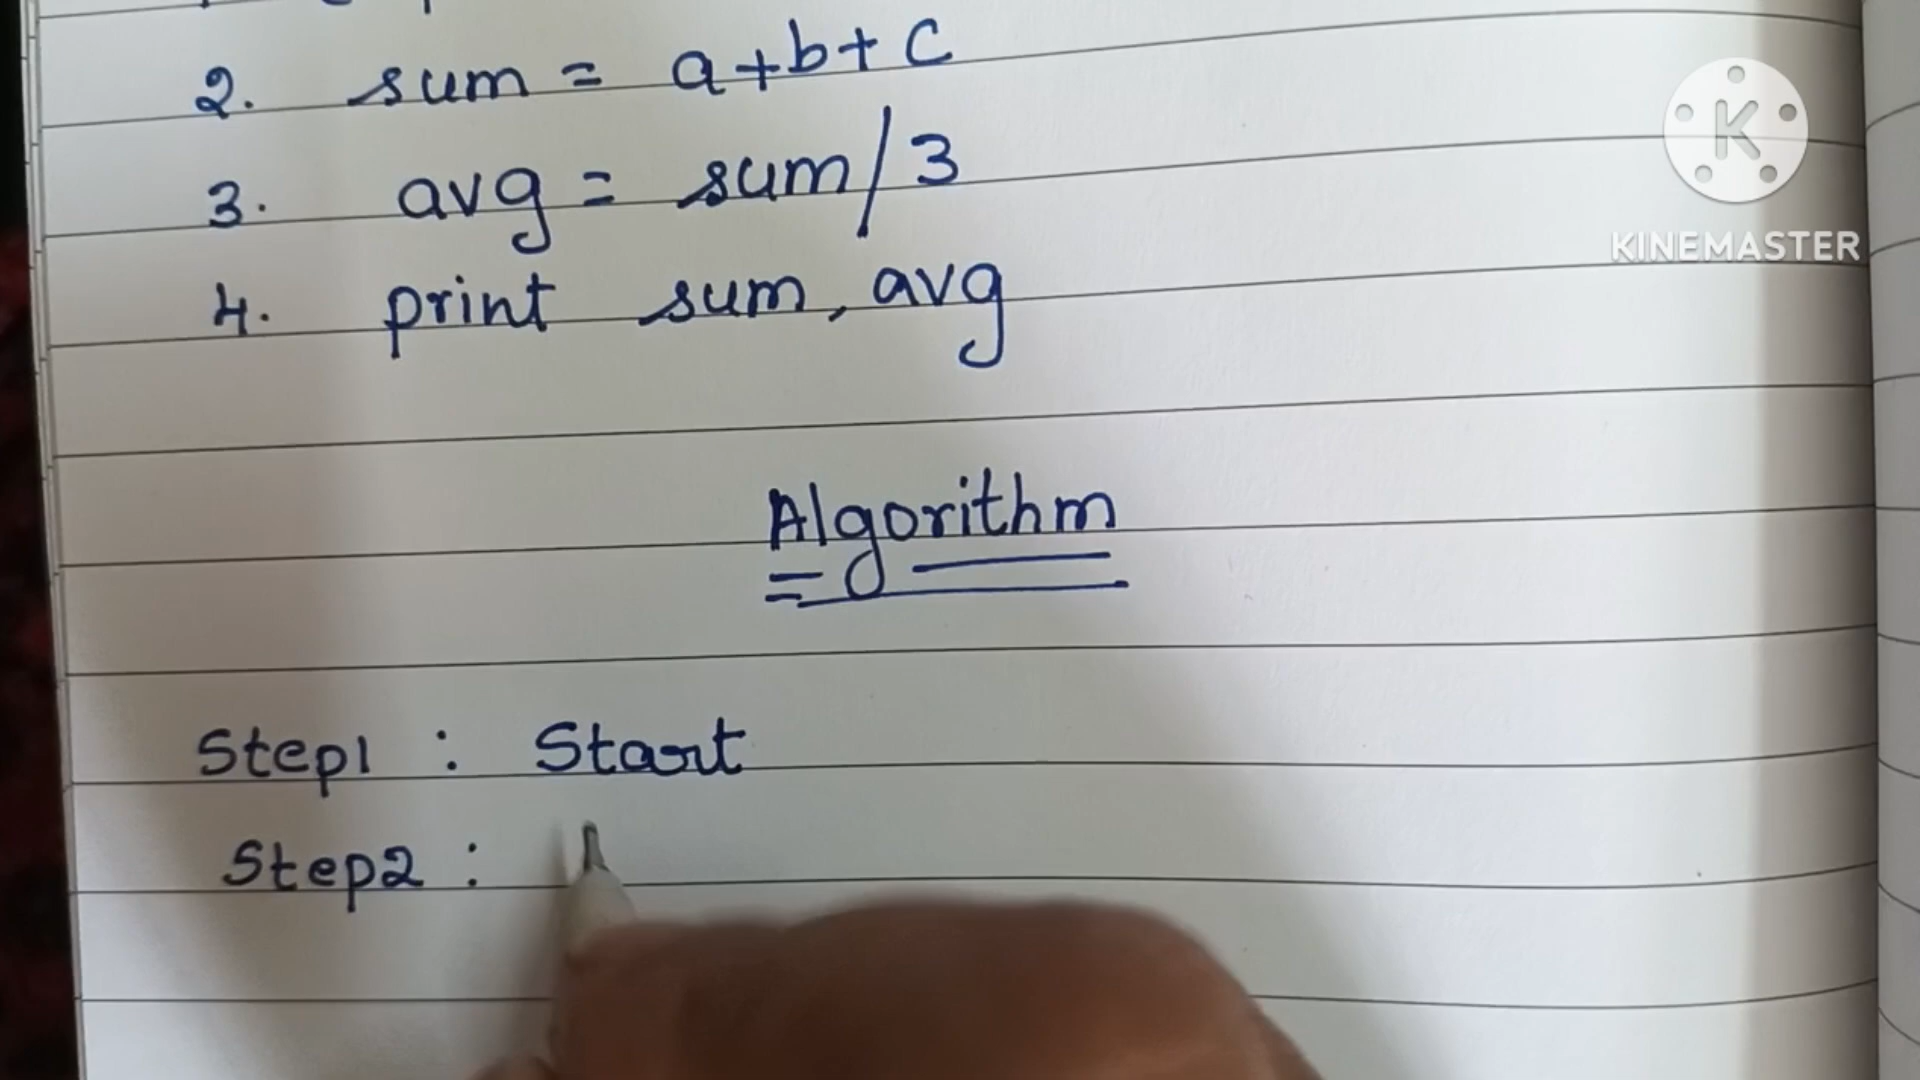 2. sum = a+b+c
3. avg = sum/3
4. print sum, avg
Algorithm
Step1 : Start
Step2 :
K
KINEMASTER